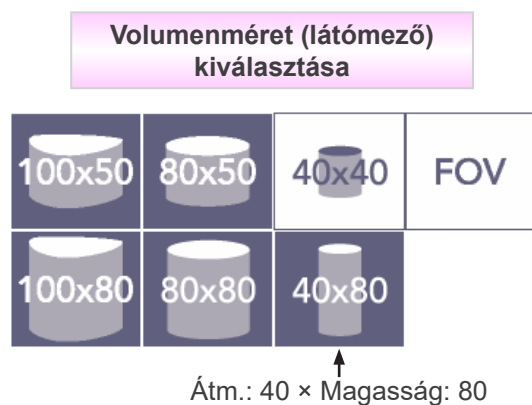 Volumenméret (látómező)
kiválasztása
100x50 80x50 40x40 FOV
100x80 80x80 40x80
Átm.: 40 × Magasság: 80